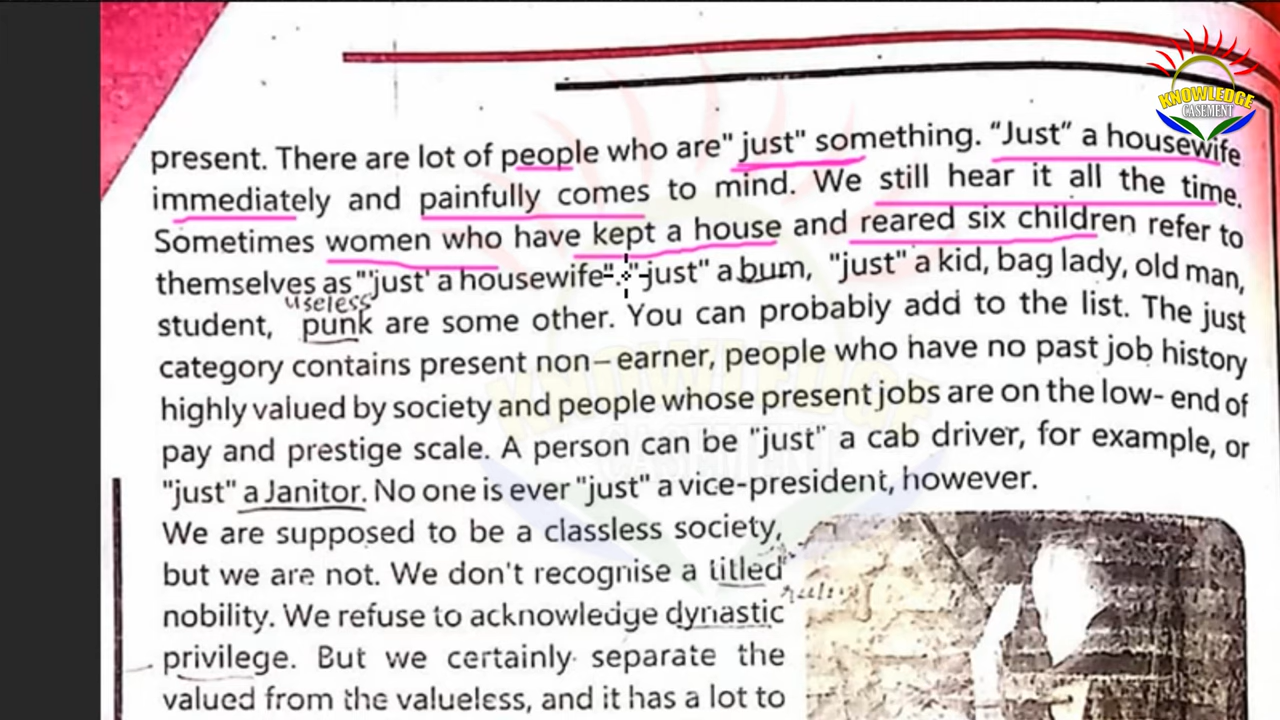 KNOWLEDGE
CASEMENT
present. There are lot of people who are" just" something. "Just" a housewife
immediately and painfully comes to mind. We still hear it all the time.
Sometimes women who have kept a house and reared six children refer to
themselves as"'just' a housewife"."just" a bum, "just" a kid, bag lady, old man,
useless
student, punk are some other. You can probably add to the list. The just
category contains present non–earner, people who have no past job history
highly valued by society and people whose present jobs are on the low- end of
pay and prestige scale. A person can be "just" a cab driver, for example, or
"just" a Janitor. No one is ever "just" a vice-president, however.
We are supposed to be a classless society,
but we are not. We don't recognise a titled
nobility. We refuse to acknowledge dynastic
privilege. But we certainly separate the
valued from the valueless, and it has a lot to